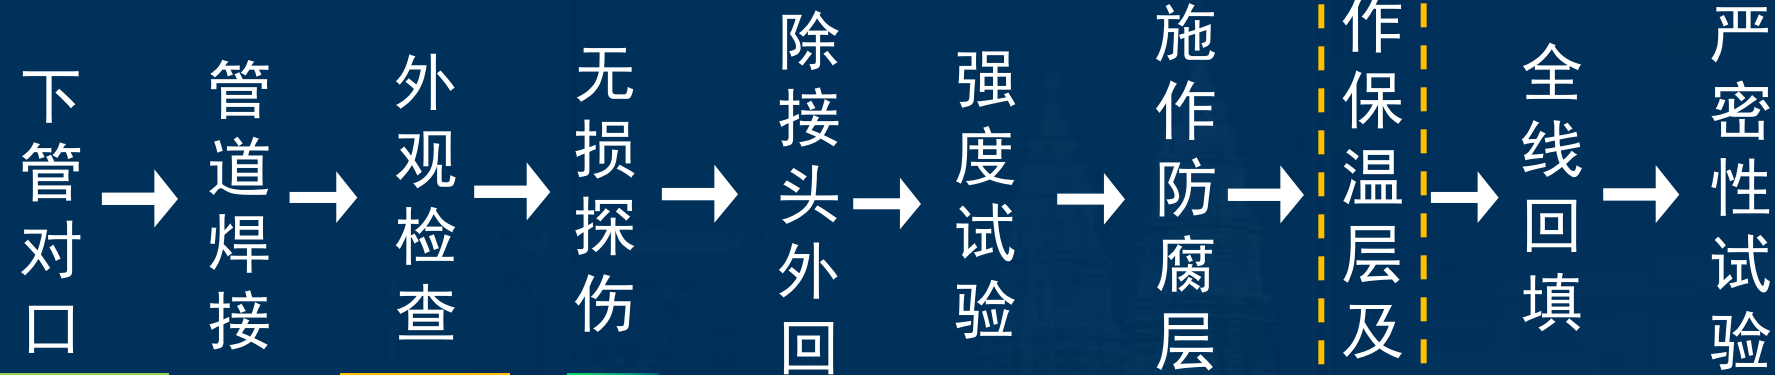 下管对口
管道焊接
外观检查
无损探伤
除接头外回
强度试验
施作防腐层
作保温层及
全线回填
严密性试验